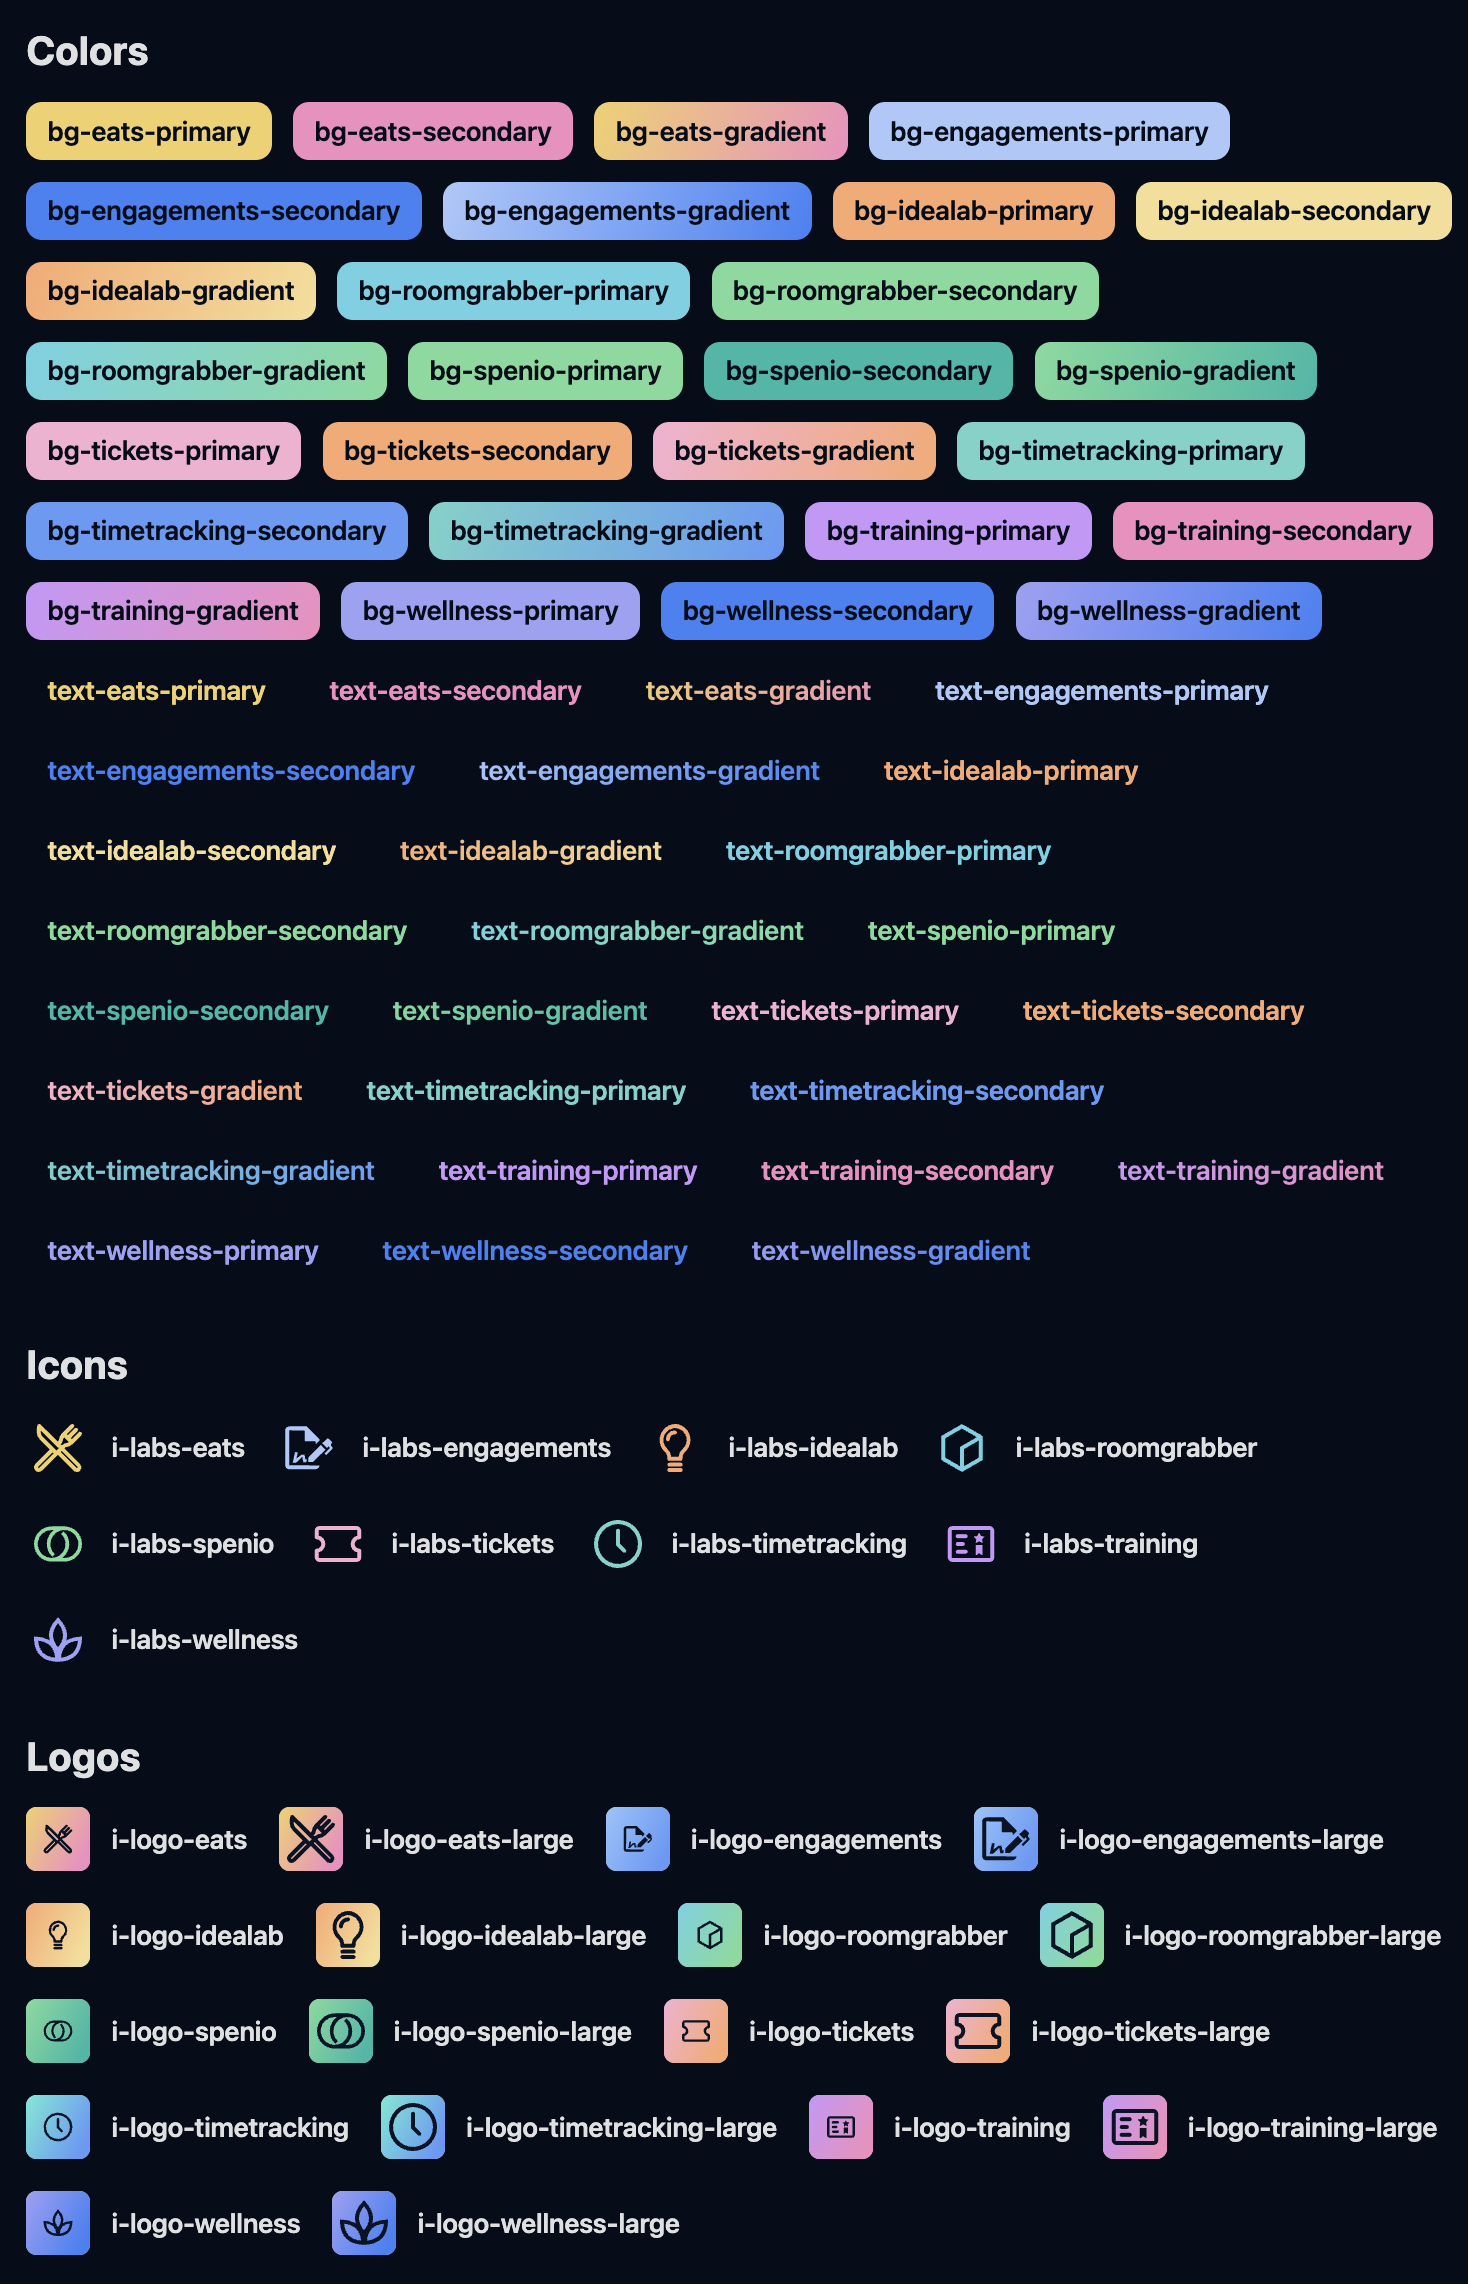 Colors
bg-eats-primary bg-eats-secondary bg-eats-gradient bg-engagements-primary
bg-engagements-secondary bg-engagements-gradient bg-idealab-primary bg-idealab-secondary
bg-idealab-gradient bg-roomgrabber-primary bg-roomgrabber-secondary
bg-roomgrabber-gradient bg-spenio-primary bg-spenio-secondary bg-spenio-gradient
bg-tickets-primary bg-tickets-secondary bg-tickets-gradient bg-timetracking-primary
bg-timetracking-secondary bg-timetracking-gradient bg-training-primary bg-training-secondary
bg-training-gradient bg-wellness-primary bg-wellness-secondary bg-wellness-gradient
text-eats-primary text-eats-secondary text-eats-gradient text-engagements-primary
text-engagements-secondary text-engagements-gradient text-idealab-primary
text-idealab-secondary text-idealab-gradient text-roomgrabber-primary
text-roomgrabber-secondary text-roomgrabber-gradient text-spenio-primary
text-spenio-secondary text-spenio-gradient text-tickets-primary text-tickets-secondary
text-tickets-gradient text-timetracking-primary text-timetracking-secondary
text-timetracking-gradient text-training-primary text-training-secondary text-training-gradient
text-wellness-primary text-wellness-secondary text-wellness-gradient
Icons
i-labs-eats i-labs-engagements i-labs-idealab i-labs-roomgrabber
i-labs-spenio i-labs-tickets i-labs-timetracking i-labs-training
i-labs-wellness
Logos
i-logo-eats i-logo-eats-large i-logo-engagements i-logo-engagements-large
i-logo-idealab i-logo-idealab-large i-logo-roomgrabber i-logo-roomgrabber-large
i-logo-spenio i-logo-spenio-large i-logo-tickets i-logo-tickets-large
i-logo-timetracking i-logo-timetracking-large i-logo-training i-logo-training-large
i-logo-wellness i-logo-wellness-large